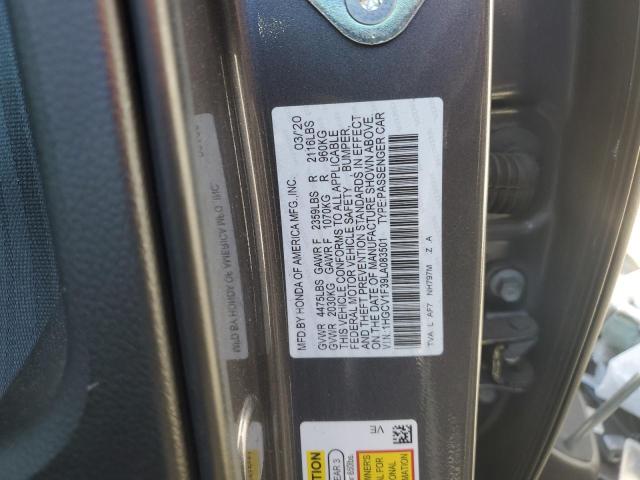 MFD BY HONDA OF AMERICA MFG., INC. 03/20
GVWR 4475LBS GAWR F 2359LBS R 2116LBS
GVWR 2030KG GAWR F 1070KG R 960KG
THIS VEHICLE CONFORMS TO ALL APPLICABLE
FEDERAL MOTOR VEHICLE SAFETY, BUMPER,
AND THEFT PREVENTION STANDARDS IN EFFECT
ON THE DATE OF MANUFACTURE SHOWN ABOVE.
VIN:1HGCV1F39LA083501 TYPE:PASSENGER CAR
TVA L AF7 NH797M Z A
VE